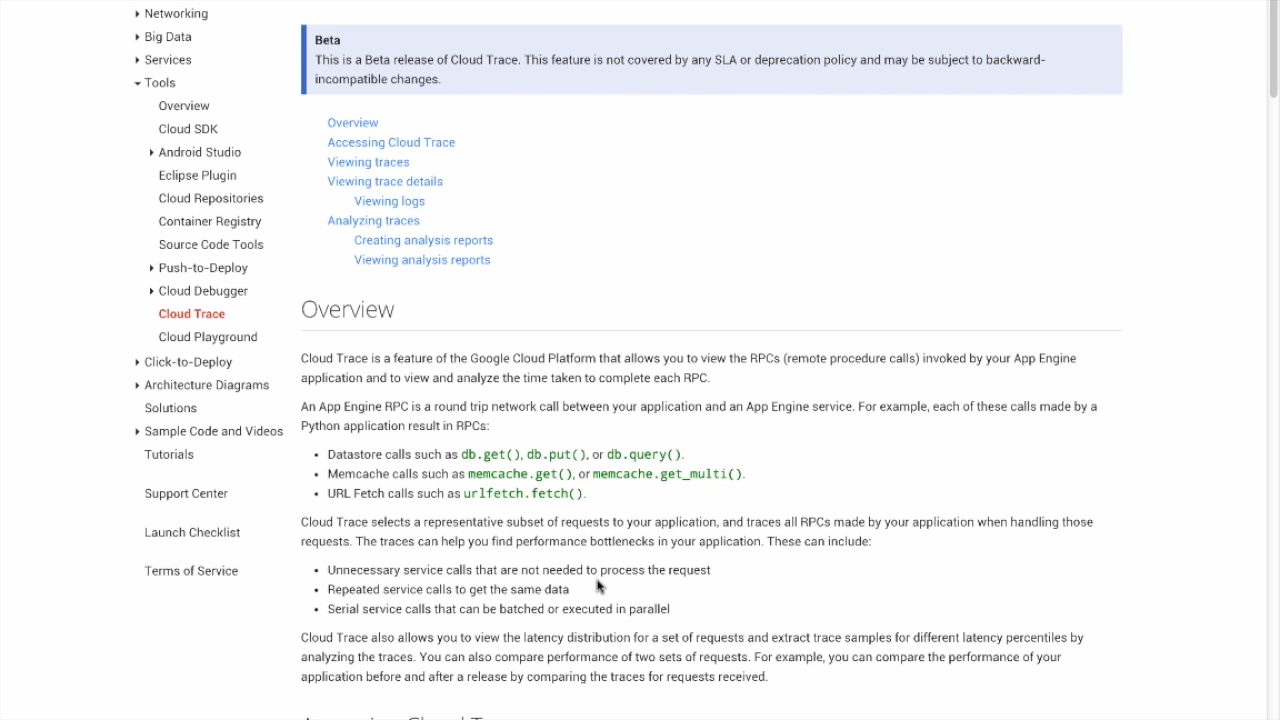 Networking
Big Data
Services
Tools
Overview
Cloud SDK
Android Studio
Eclipse Plugin
Cloud Repositories
Container Registry
Source Code Tools
Push-to-Deploy
Cloud Debugger
Cloud Trace
Cloud Playground
Click-to-Deploy
Architecture Diagrams
Solutions
Sample Code and Videos
Tutorials
Support Center
Launch Checklist
Terms of Service
Beta
This is a Beta release of Cloud Trace. This feature is not covered by any SLA or deprecation policy and may be subject to backward-
incompatible changes.
Overview
Accessing Cloud Trace
Viewing traces
Viewing trace details
Viewing logs
Analyzing traces
Creating analysis reports
Viewing analysis reports
Overview
Cloud Trace is a feature of the Google Cloud Platform that allows you to view the RPCs (remote procedure calls) invoked by your App Engine
application and to view and analyze the time taken to complete each RPC.
An App Engine RPC is a round trip network call between your application and an App Engine service. For example, each of these calls made by a
Python application result in RPCs:
• Datastore calls such as db.get(), db.put(), or db.query().
• Memcache calls such as memcache.get(), or memcache.get_multi().
• URL Fetch calls such as urlfetch.fetch().
Cloud Trace selects a representative subset of requests to your application, and traces all RPCs made by your application when handling those
requests. The traces can help you find performance bottlenecks in your application. These can include:
• Unnecessary service calls that are not needed to process the request
• Repeated service calls to get the same data
• Serial service calls that can be batched or executed in parallel
Cloud Trace also allows you to view the latency distribution for a set of requests and extract trace samples for different latency percentiles by
analyzing the traces. You can also compare performance of two sets of requests. For example, you can compare the performance of your
application before and after a release by comparing the traces for requests received.